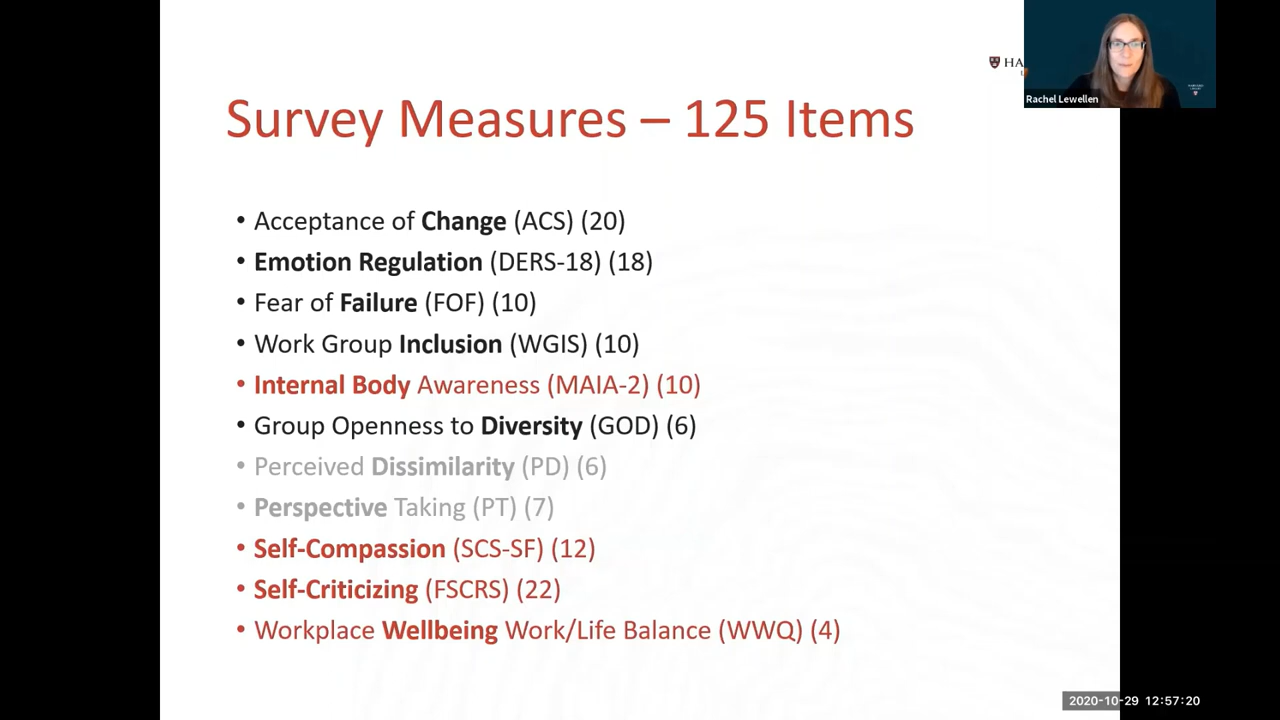 HA
Rachel Lewellen
Survey Measures – 125 Items
• Acceptance of Change (ACS) (20)
• Emotion Regulation (DERS-18) (18)
• Fear of Failure (FOF) (10)
• Work Group Inclusion (WGIS) (10)
• Internal Body Awareness (MAIA-2) (10)
• Group Openness to Diversity (GOD) (6)
• Perceived Dissimilarity (PD) (6)
• Perspective Taking (PT) (7)
• Self-Compassion (SCS-SF) (12)
• Self-Criticizing (FSCRS) (22)
• Workplace Wellbeing Work/Life Balance (WWQ) (4)
2020-10-29 12:57:20